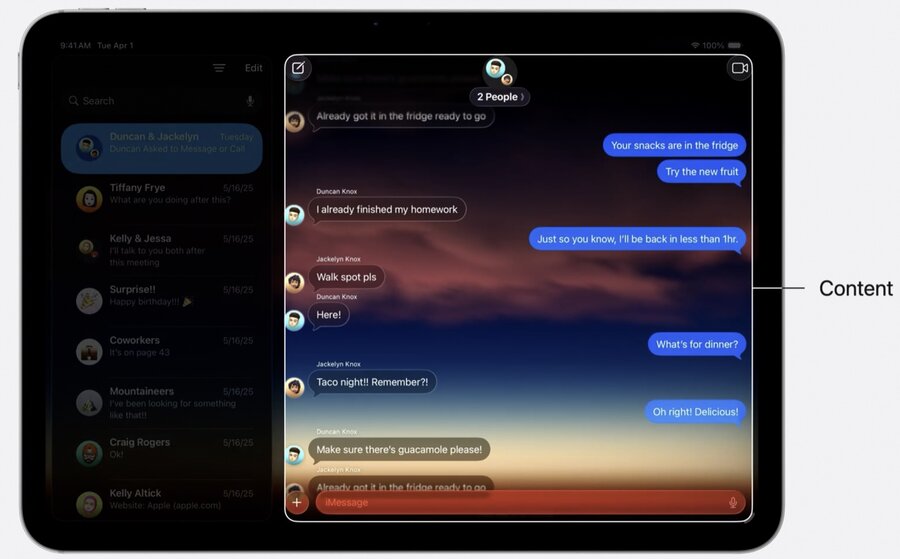 9:41 AM Tue Apr 1
100%
Edit
Search
Duncan & Jackelyn Tuesday
Duncan Asked to Message or Call
Tiffany Frye 5/16/25
What are you doing after this?
Kelly & Jessa 5/16/25
I'll talk to you both after
this meeting
Surprise!! 5/16/25
Happy birthday!!! 🎉
Coworkers 5/16/25
It's on page 43
Mountaineers 5/16/25
I've been looking for something
like that!!
Craig Rogers 5/16/25
Ok!
Kelly Altick 5/16/25
Website: Apple (apple.com)
2 People ›
Make sure there's guacamole please!
Jackelyn Knox
Already got it in the fridge ready to go
Your snacks are in the fridge
Try the new fruit
Duncan Knox
I already finished my homework
Just so you know, I'll be back in less than 1hr.
Jackelyn Knox
Walk spot pls
Duncan Knox
Here!
What's for dinner?
Jackelyn Knox
Taco night!! Remember?!
Oh right! Delicious!
Duncan Knox
Make sure there's guacamole please!
Jackelyn Knox
Already got it in the fridge ready to go
iMessage
Content